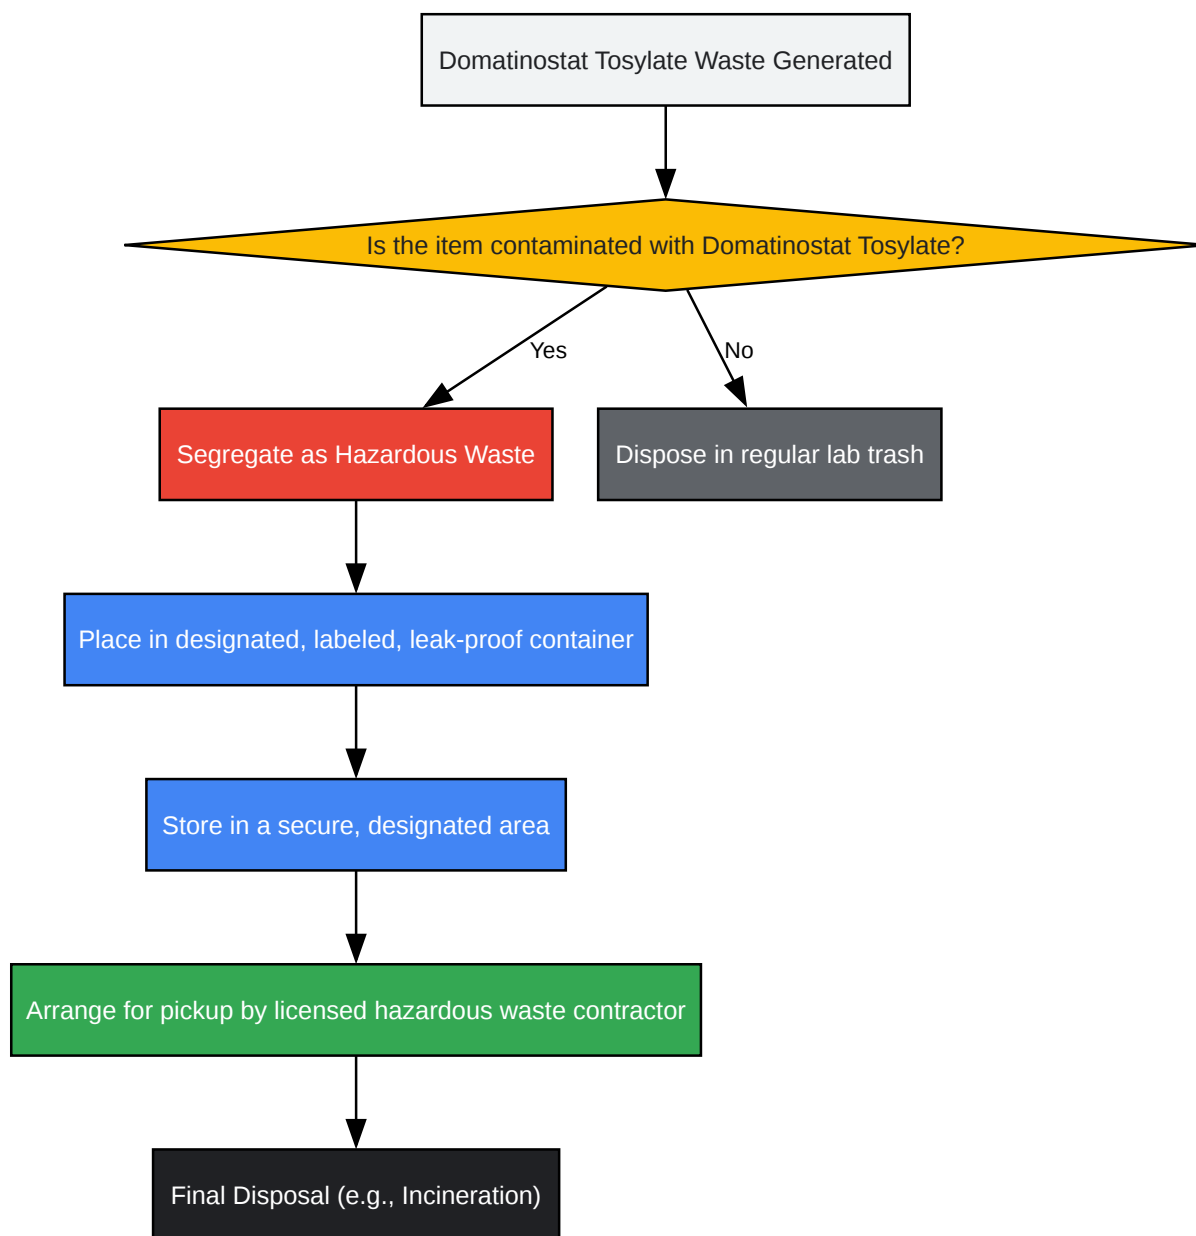 Domatinostat Tosylate Waste Generated
Is the item contaminated with Domatinostat Tosylate?
Yes
No
Segregate as Hazardous Waste
Dispose in regular lab trash
Place in designated, labeled, leak-proof container
Store in a secure, designated area
Arrange for pickup by licensed hazardous waste contractor
Final Disposal (e.g., Incineration)